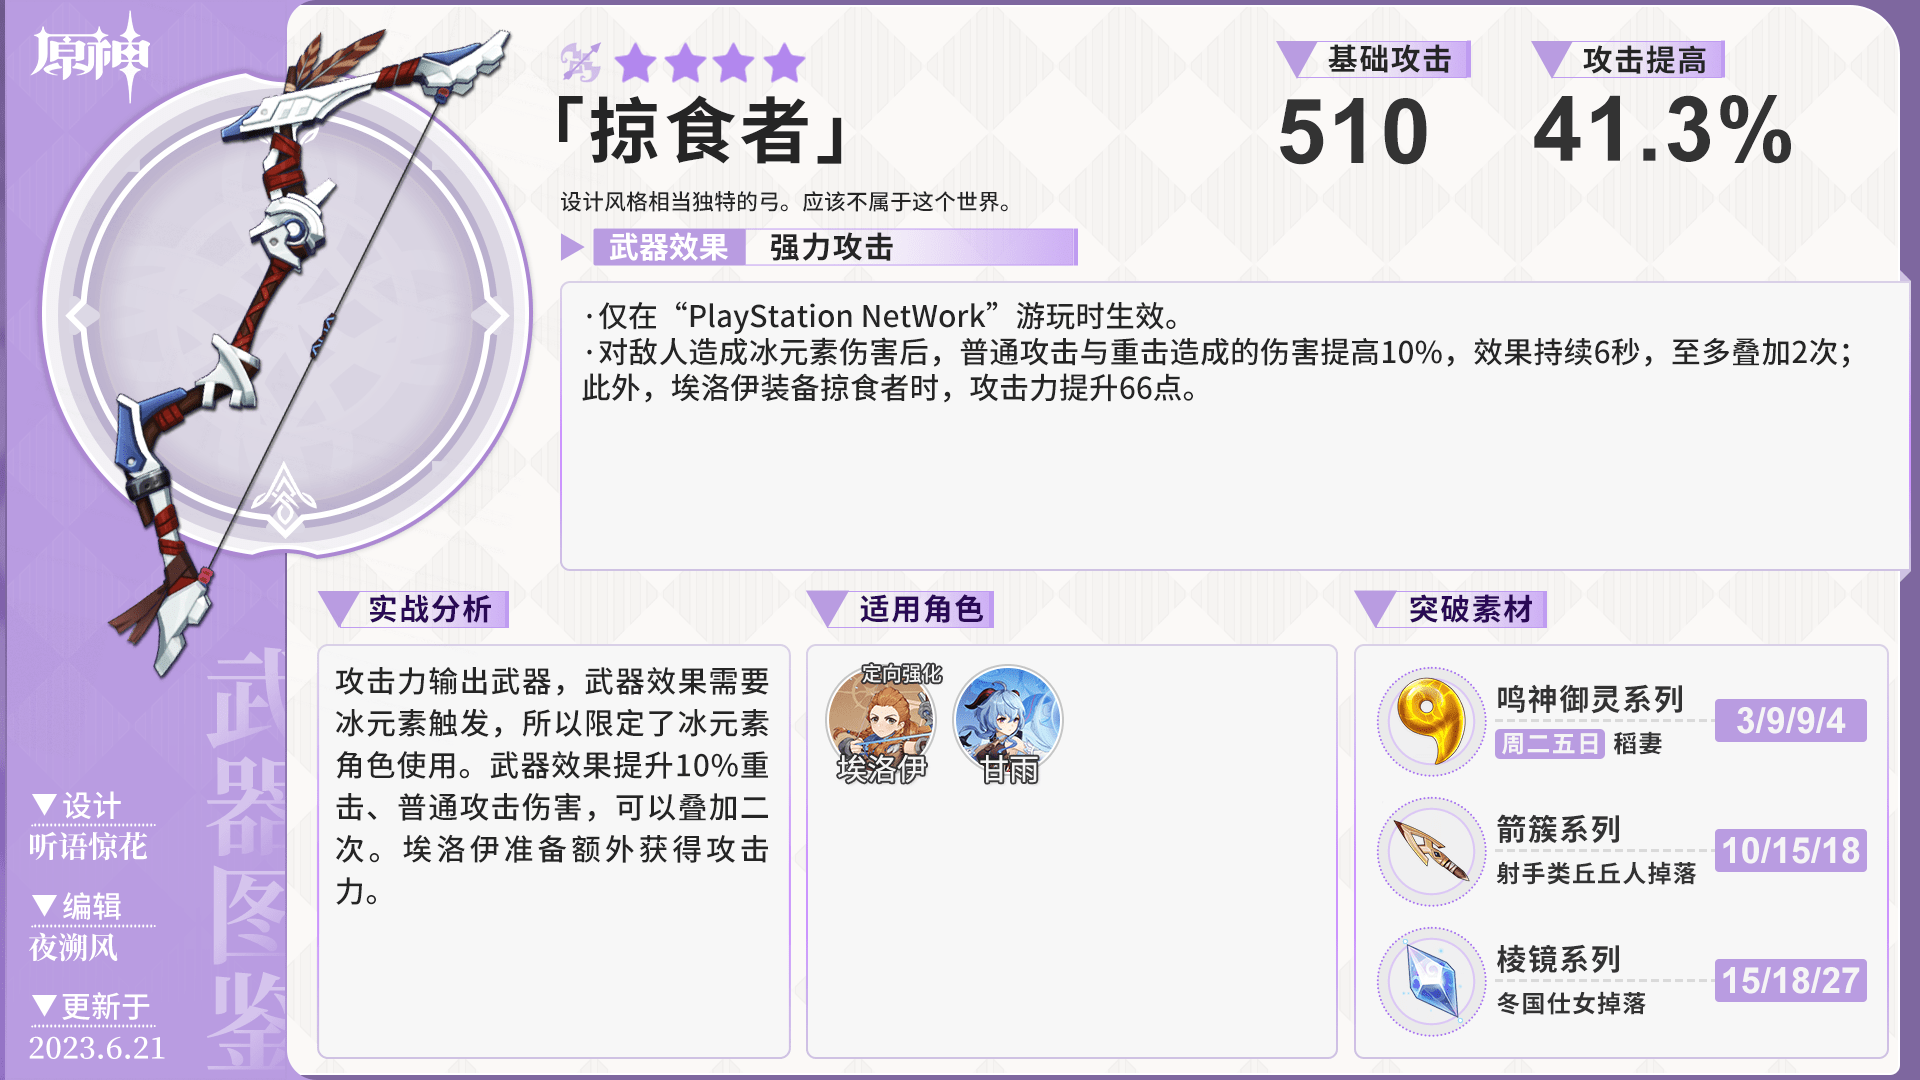 原神
「掠食者」
设计风格相当独特的弓。应该不属于这个世界。
基础攻击
510
攻击提高
41.3%
武器效果 强力攻击
·仅在“PlayStation NetWork”游玩时生效。
·对敌人造成冰元素伤害后，普通攻击与重击造成的伤害提高10%，效果持续6秒，至多叠加2次；
此外，埃洛伊装备掠食者时，攻击力提升66点。
实战分析
攻击力输出武器，武器效果需要
冰元素触发，所以限定了冰元素
角色使用。武器效果提升10%重
击、普通攻击伤害，可以叠加二
次。埃洛伊准备额外获得攻击
力。
适用角色
定向强化
埃洛伊
甘雨
突破素材
鸣神御灵系列
周二五日 稻妻
3/9/9/4
箭簇系列
射手类丘丘人掉落
10/15/18
棱镜系列
冬国仕女掉落
15/18/27
武器图鉴
▼设计
听语惊花
▼编辑
夜溯风
▼更新于
2023.6.21